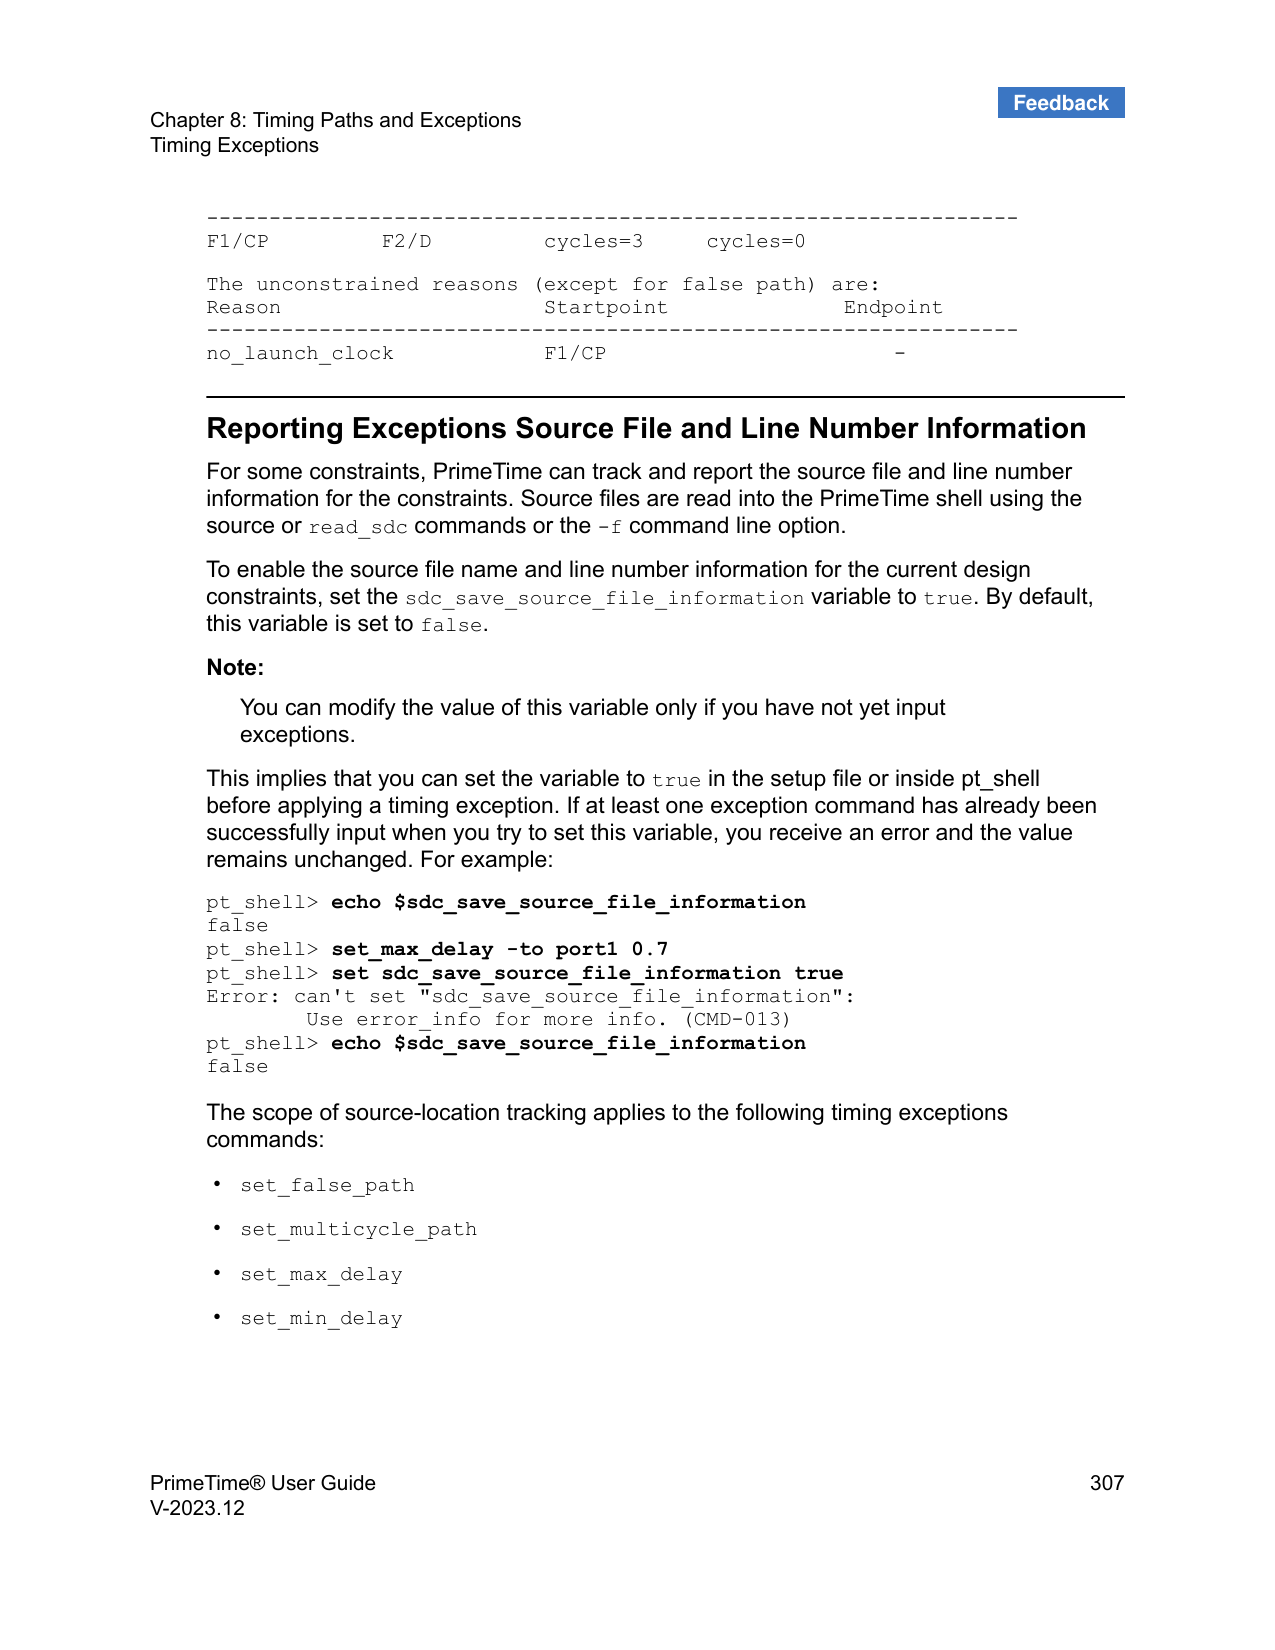 Feedback
Chapter 8: Timing Paths and Exceptions
Timing Exceptions
-----------------------------------------------------------------
F1/CP         F2/D         cycles=3     cycles=0
The unconstrained reasons (except for false path) are:
Reason                     Startpoint              Endpoint
-----------------------------------------------------------------
no_launch_clock            F1/CP                       -
Reporting Exceptions Source File and Line Number Information
For some constraints, PrimeTime can track and report the source file and line number
information for the constraints. Source files are read into the PrimeTime shell using the
source or read_sdc commands or the -f command line option.
To enable the source file name and line number information for the current design
constraints, set the sdc_save_source_file_information variable to true. By default,
this variable is set to false.
Note:
You can modify the value of this variable only if you have not yet input
exceptions.
This implies that you can set the variable to true in the setup file or inside pt_shell
before applying a timing exception. If at least one exception command has already been
successfully input when you try to set this variable, you receive an error and the value
remains unchanged. For example:
pt_shell> echo $sdc_save_source_file_information
false
pt_shell> set_max_delay -to port1 0.7
pt_shell> set sdc_save_source_file_information true
Error: can't set "sdc_save_source_file_information":
        Use error_info for more info. (CMD-013)
pt_shell> echo $sdc_save_source_file_information
false
The scope of source-location tracking applies to the following timing exceptions
commands:
• set_false_path
• set_multicycle_path
• set_max_delay
• set_min_delay
PrimeTime® User Guide 307
V-2023.12